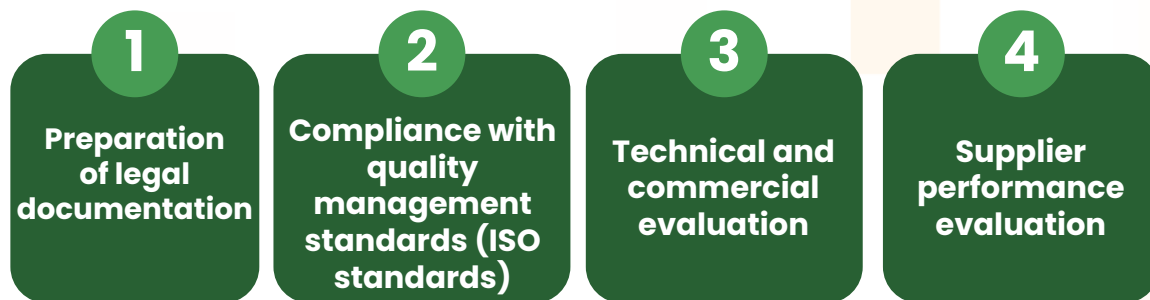 1
Preparation
of legal
documentation
2
Compliance with
quality
management
standards (ISO
standards)
3
Technical and
commercial
evaluation
4
Supplier
performance
evaluation